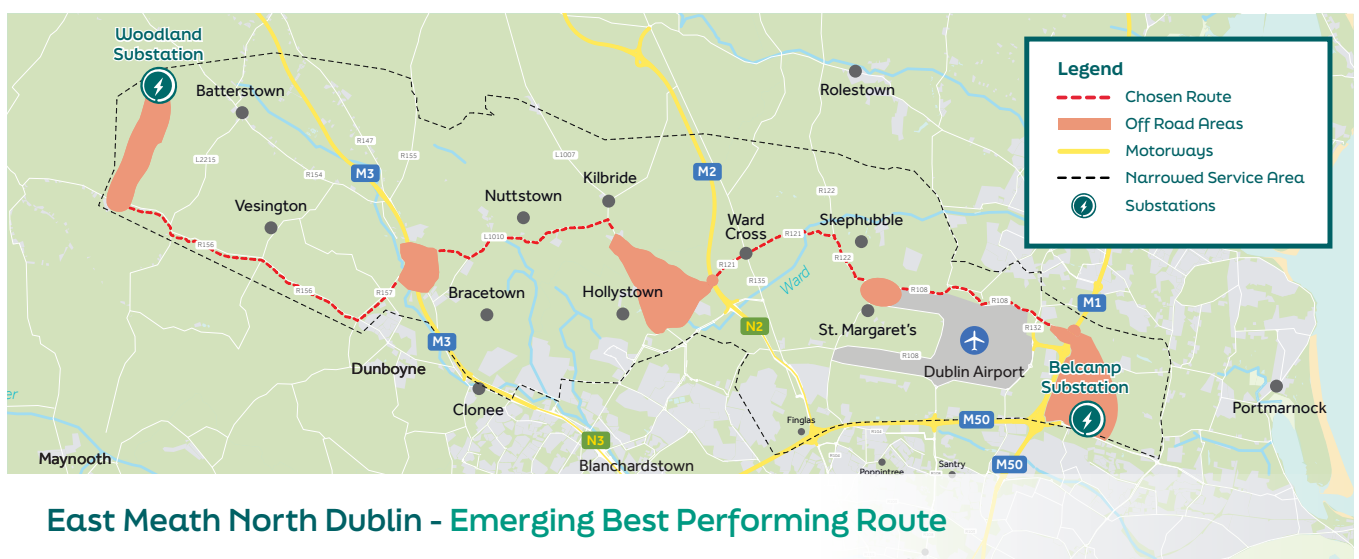 Woodland
Substation
Batterstown
Rolestown
Legend
Chosen Route
Off Road Areas
Motorways
Narrowed Service Area
Substations
R147
R155
L2215
R154
M3
L1007
M2
Kilbride
R122
Nuttstown
Vesington
Ward
Cross
Skephubble
R156
L1010
R121
R121
R122
R135
Ward
R156
R157
Bracetown
Hollystown
R108
R108
M1
St. Margaret's
N2
R132
M3
R108
Dublin Airport
Dunboyne
Belcamp
Substation
Clonee
Portmarnock
Finglas
M50
N3
Blanchardstown
Maynooth
Poppintree
Santry
M50
er
East Meath North Dublin - Emerging Best Performing Route